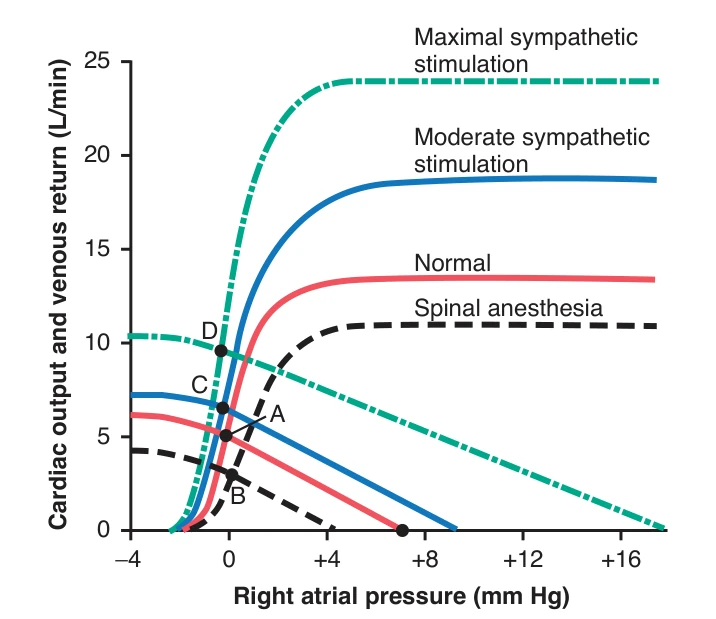 Maximal sympathetic
stimulation
Moderate sympathetic
stimulation
Normal
Spinal anesthesia
Cardiac output and venous return (L/min)
25
20
15
10
5
0
D
C
A
B
–4
0
+4
+8
+12
+16
Right atrial pressure (mm Hg)